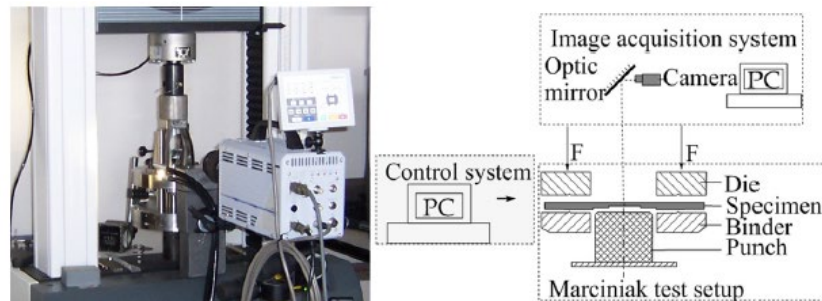 Image acquisition system
Optic
mirror
Camera
PC
F
F
Control system
PC
Die
Specimen
Binder
Punch
Marciniak test setup